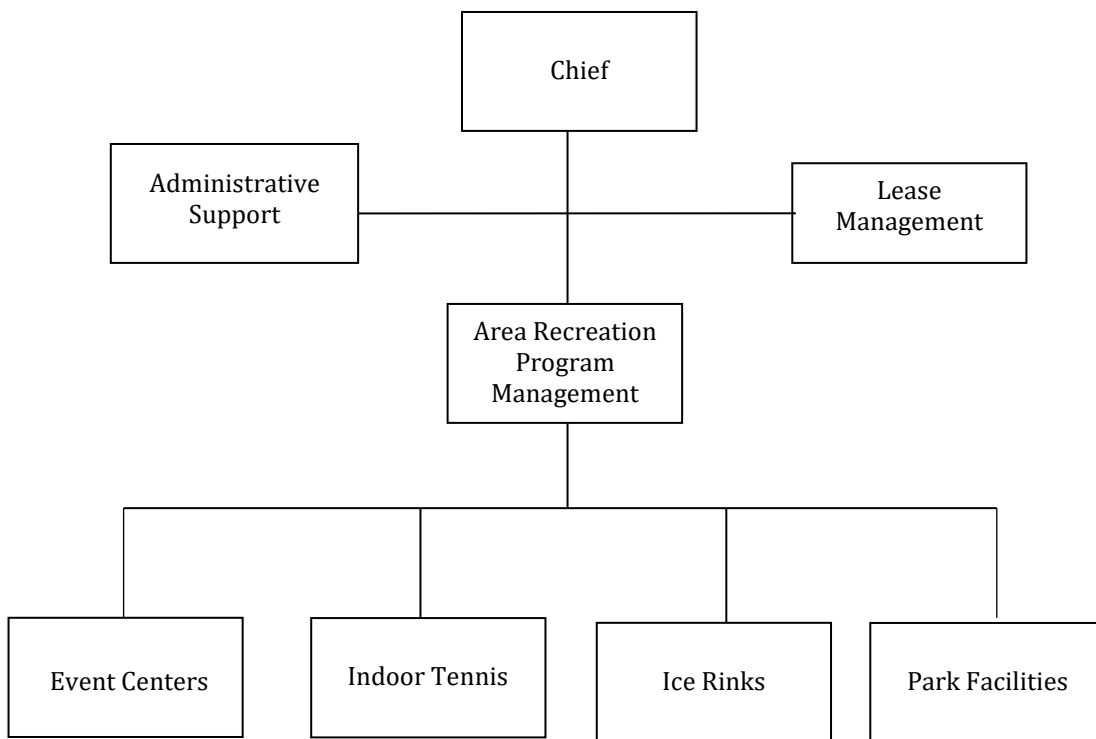 Chief
Administrative
Support
Lease
Management
Area Recreation
Program
Management
Event Centers
Indoor Tennis
Ice Rinks
Park Facilities